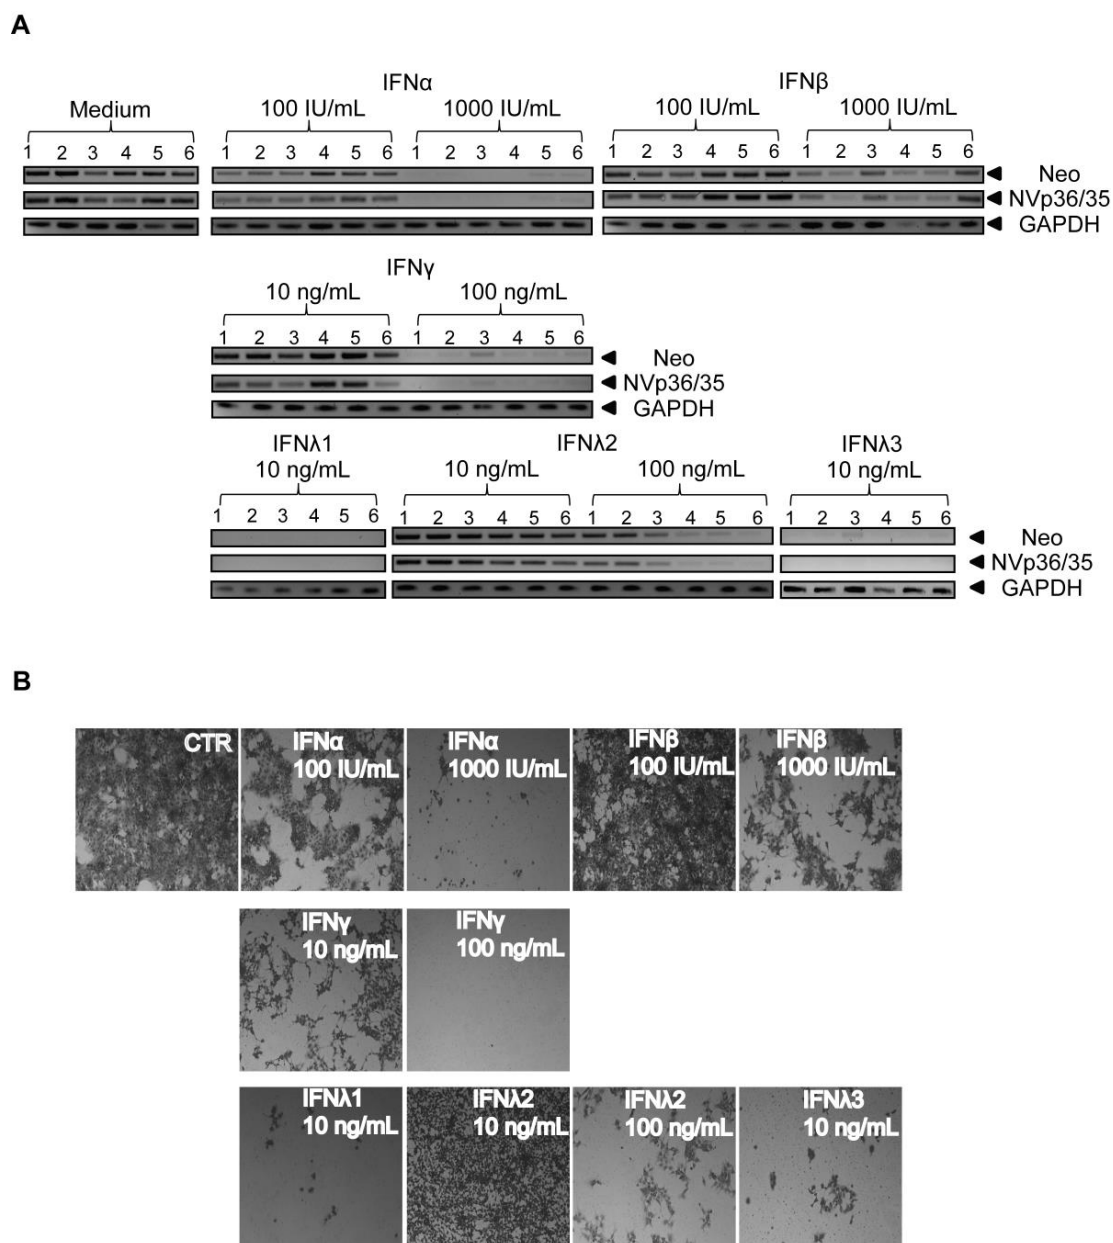 A
IFNα
IFNβ
Medium
100 IU/mL
1000 IU/mL
100 IU/mL
1000 IU/mL
1 2 3 4 5 6
1 2 3 4 5 6 1 2 3 4 5 6
1 2 3 4 5 6 1 2 3 4 5 6
Neo
NVp36/35
GAPDH
IFNγ
10 ng/mL
100 ng/mL
1 2 3 4 5 6 1 2 3 4 5 6
Neo
NVp36/35
GAPDH
IFNλ1
IFNλ2
IFNλ3
10 ng/mL
10 ng/mL
100 ng/mL
10 ng/mL
1 2 3 4 5 6
1 2 3 4 5 6 1 2 3 4 5 6
1 2 3 4 5 6
Neo
NVp36/35
GAPDH
B
CTR
IFNα
100 IU/mL
IFNα
1000 IU/mL
IFNβ
100 IU/mL
IFNβ
1000 IU/mL
IFNγ
10 ng/mL
IFNγ
100 ng/mL
IFNλ1
10 ng/mL
IFNλ2
10 ng/mL
IFNλ2
100 ng/mL
IFNλ3
10 ng/mL